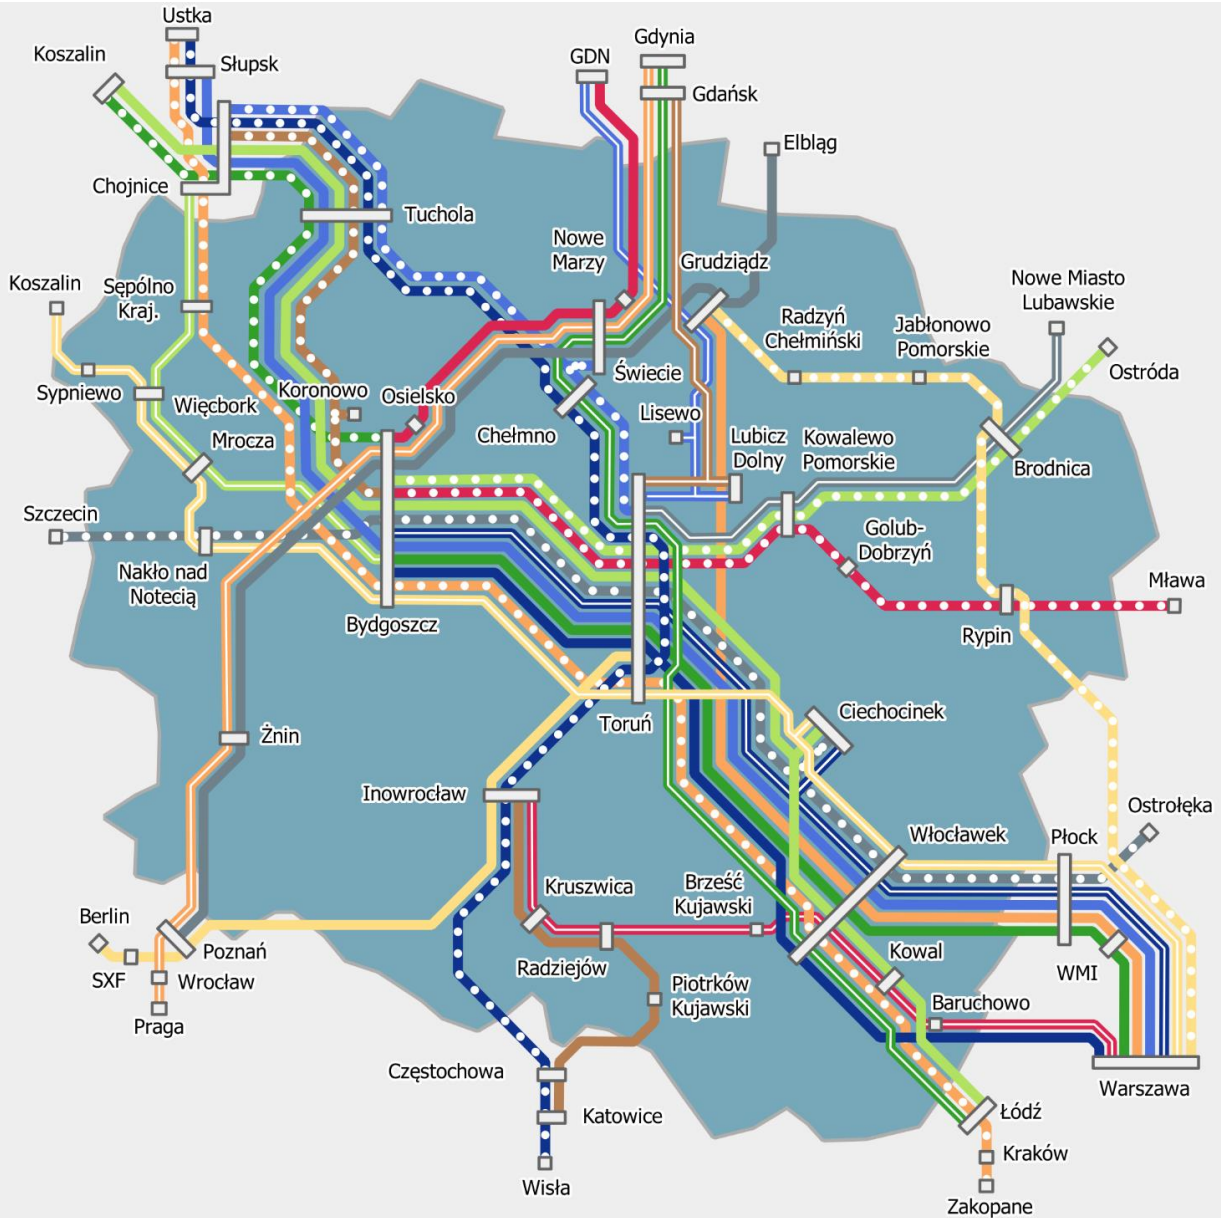 Ustka
Koszalin
Słupsk
GDN
Gdynia
Gdańsk
Elbląg
Chojnice
Tuchola
Nowe
Marzy
Grudziądz
Koszalin
Sępólno
Kraj.
Nowe Miasto
Lubawskie
Radzyń
Chełmiński
Jabłonowo
Pomorskie
Ostróda
Sypniewo
Więcbork
Koronowo
Osielsko
Świecie
Lisewo
Chełmno
Mrocza
Lubicz
Dolny
Kowalewo
Pomorskie
Brodnica
Szczecin
Golub-
Dobrzyń
Nakło nad
Notecią
Bydgoszcz
Mława
Rypin
Toruń
Ciechocinek
Żnin
Inowrocław
Włocławek
Płock
Ostrołęka
Kruszwica
Brześć
Kujawski
Berlin
SXF
Poznań
Wrocław
Praga
Radziejów
Kowal
WMI
Piotrków
Kujawski
Baruchowo
Częstochowa
Warszawa
Katowice
Łódź
Kraków
Wisła
Zakopane